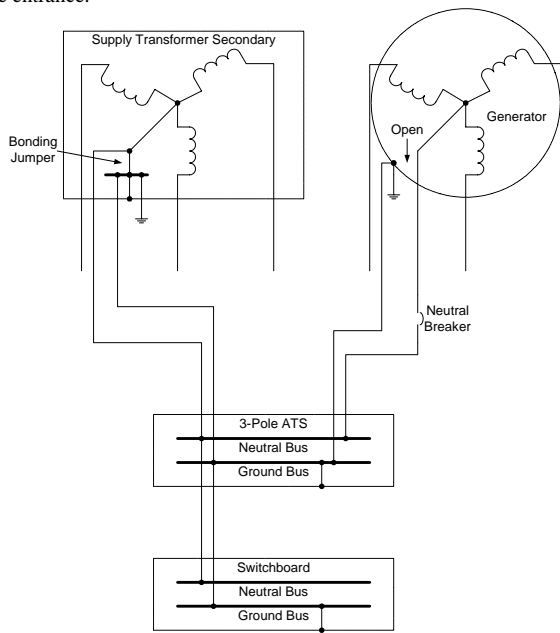 entrance.
Supply Transformer Secondary
Generator
Open
Bonding
Jumper
Neutral
Breaker
3-Pole ATS
Neutral Bus
Ground Bus
Switchboard
Neutral Bus
Ground Bus